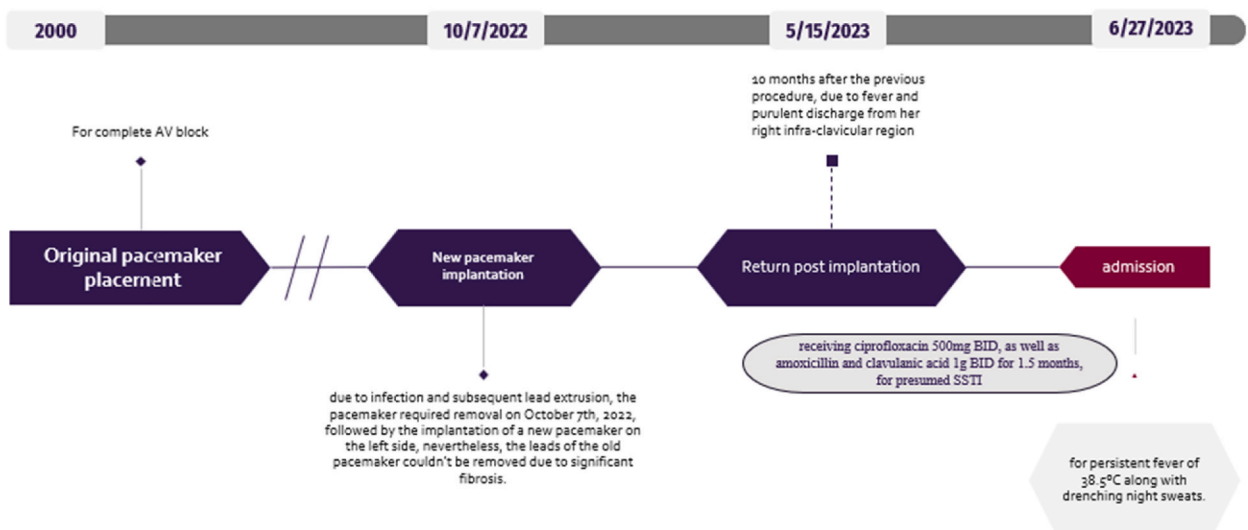 2000
10/7/2022
5/15/2023
6/27/2023
For complete AV block
10 months after the previous
procedure, due to fever and
purulent discharge from her
right infra-clavicular region
Original pacemaker
placement
New pacemaker
implantation
Return post implantation
admission
receiving ciprofloxacin 500mg BID, as well as
amoxicillin and clavulanic acid 1g BID for 1.5 months,
for presumed SSTI
due to infection and subsequent lead extrusion, the
pacemaker required removal on October 7th, 2022,
followed by the implantation of a new pacemaker on
the left side, nevertheless, the leads of the old
pacemaker couldn't be removed due to significant
fibrosis.
for persistent fever of
38.5ºC along with
drenching night sweats.